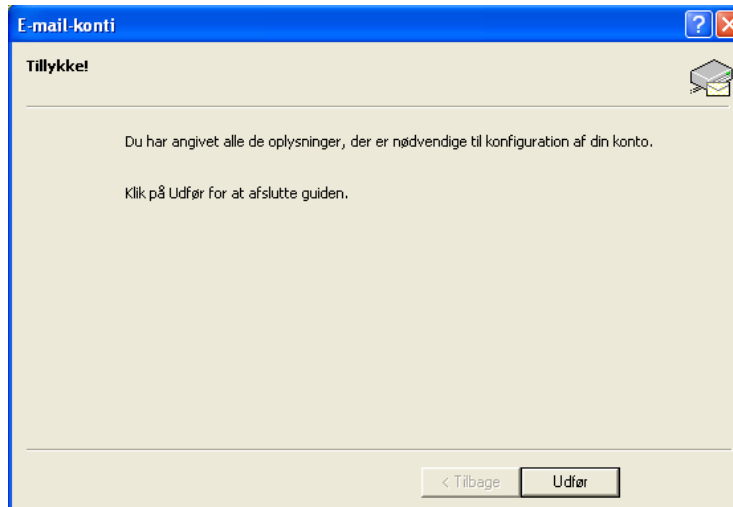 E-mail-konti
Tillykke!
Du har angivet alle de oplysninger, der er nødvendige til konfiguration af din konto.
Klik på Udfør for at afslutte guiden.
< Tilbage
Udfør